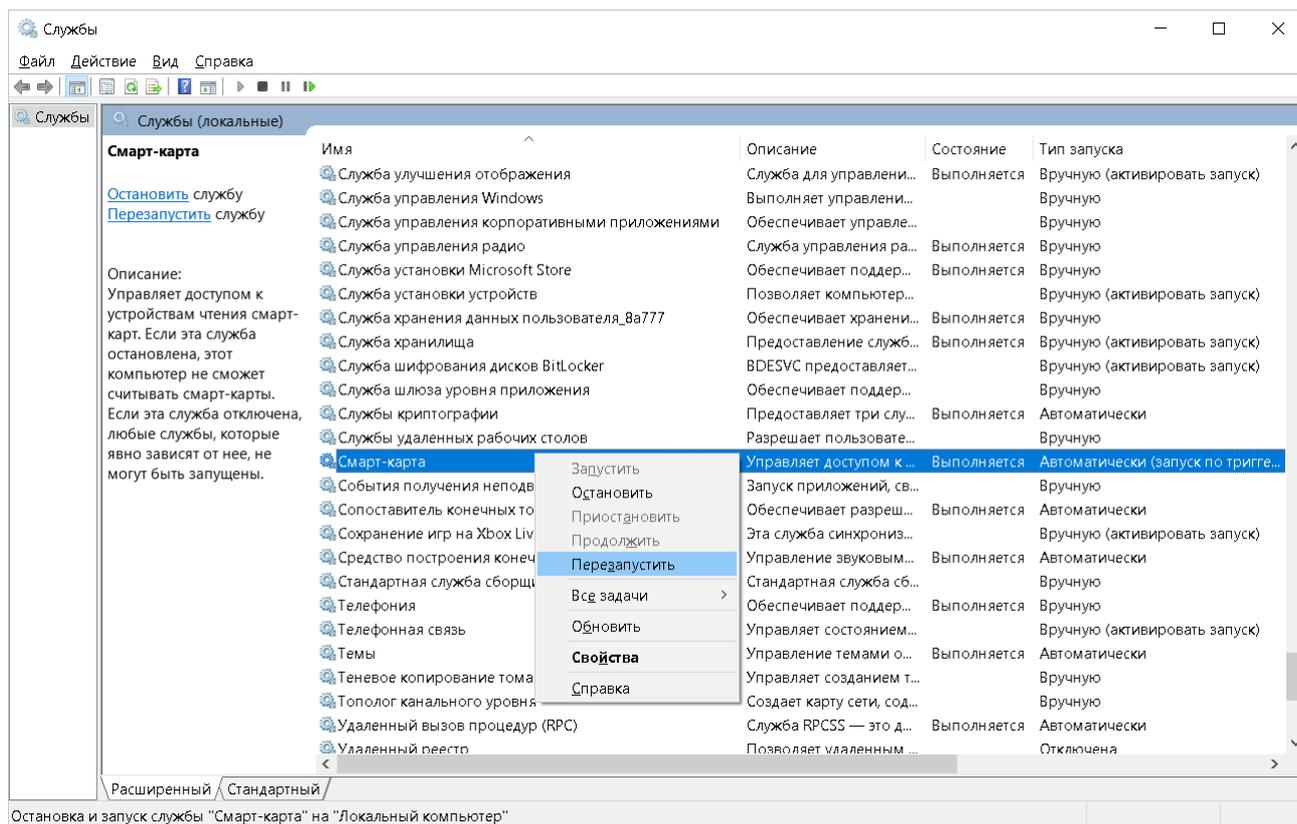 Службы
Файл Действие Вид Справка
Службы
Службы (локальные)
Смарт-карта
Остановить службу
Перезапустить службу
Описание:
Управляет доступом к
устройствам чтения смарт-
карт. Если эта служба
остановлена, этот
компьютер не сможет
считывать смарт-карты.
Если эта служба отключена,
любые службы, которые
явно зависят от нее, не
могут быть запущены.
Имя Описание Состояние Тип запуска
Служба улучшения отображения Служба для управлени... Выполняется Вручную (активировать запуск)
Служба управления Windows Выполняет управлени... Вручную
Служба управления корпоративными приложениями Обеспечивает управле... Вручную
Служба управления радио Служба управления ра... Выполняется Вручную
Служба установки Microsoft Store Обеспечивает поддер... Выполняется Вручную
Служба установки устройств Позволяет компьютер... Вручную (активировать запуск)
Служба хранения данных пользователя_8a777 Обеспечивает хранени... Выполняется Вручную
Служба хранилища Предоставление служб... Выполняется Вручную (активировать запуск)
Служба шифрования дисков BitLocker BDESVC предоставляет... Вручную (активировать запуск)
Служба шлюза уровня приложения Обеспечивает поддер... Вручную
Службы криптографии Предоставляет три слу... Выполняется Автоматически
Службы удаленных рабочих столов Разрешает пользовате... Вручную
Смарт-карта Управляет доступом к ... Выполняется Автоматически (запуск по тригге...
События получения неподв Запуск приложений, св... Вручную
Сопоставитель конечных то Обеспечивает разреш... Выполняется Автоматически
Сохранение игр на Xbox Liv Эта служба синхрониз... Вручную (активировать запуск)
Средство построения конеч Управление звуковым... Выполняется Автоматически
Стандартная служба сборщи Стандартная служба сб... Вручную
Телефония Обеспечивает поддер... Выполняется Вручную
Телефонная связь Управляет состоянием... Вручную (активировать запуск)
Темы Управление темами о... Выполняется Автоматически
Теневое копирование тома Управляет созданием т... Вручную
Тополог канального уровня Создает карту сети, сод... Вручную
Удаленный вызов процедур (RPC) Служба RPCSS — это д... Выполняется Автоматически
Удаленный реестр Позволяет удаленным ... Отключена
Запустить
Остановить
Приостановить
Продолжить
Перезапустить
Все задачи
Обновить
Свойства
Справка
Расширенный Стандартный
Остановка и запуск службы "Смарт-карта" на "Локальный компьютер"